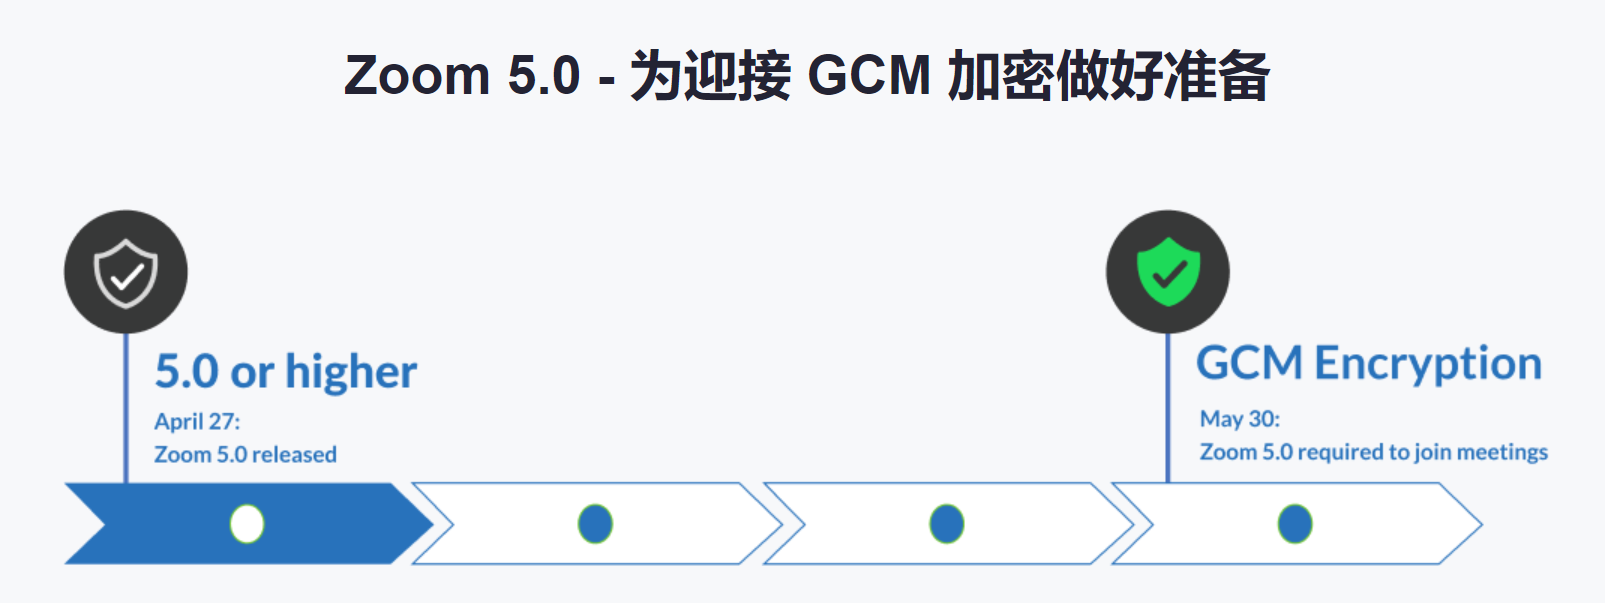 Zoom 5.0 - 为迎接 GCM 加密做好准备
5.0 or higher
April 27:
Zoom 5.0 released
GCM Encryption
May 30:
Zoom 5.0 required to join meetings